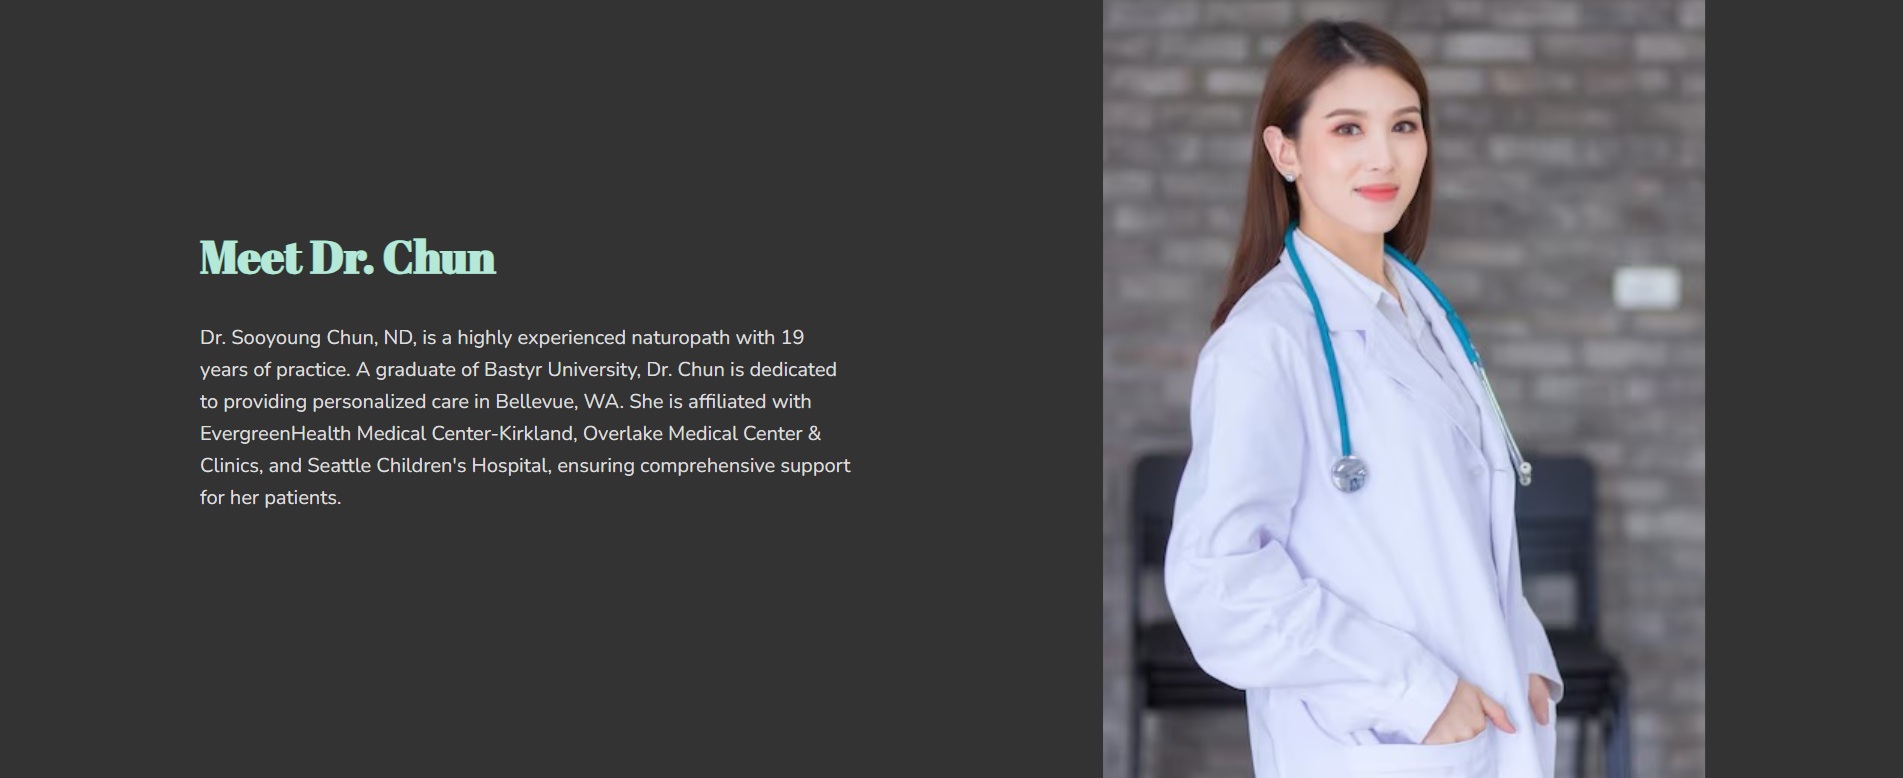 Meet Dr. Chun
Dr. Sooyoung Chun, ND, is a highly experienced naturopath with 19
years of practice. A graduate of Bastyr University, Dr. Chun is dedicated
to providing personalized care in Bellevue, WA. She is affiliated with
EvergreenHealth Medical Center-Kirkland, Overlake Medical Center &
Clinics, and Seattle Children's Hospital, ensuring comprehensive support
for her patients.